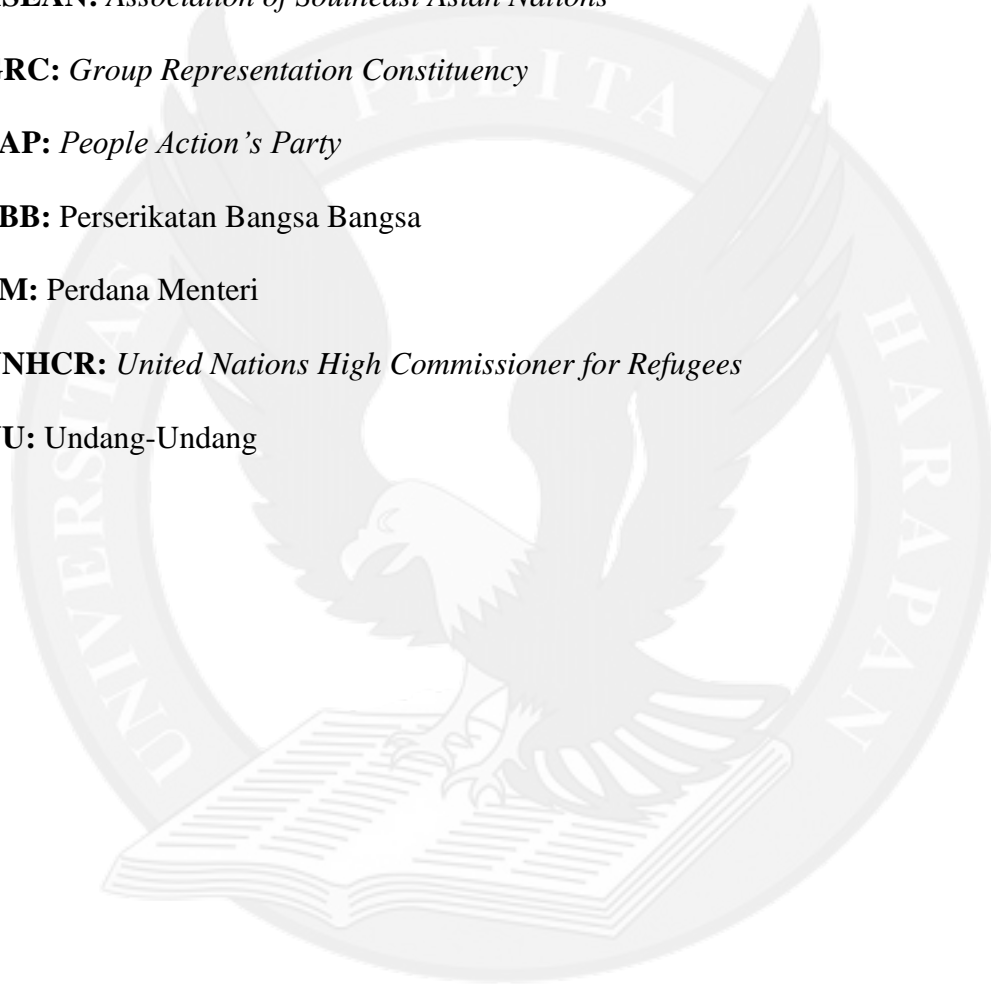 SEAN: Association of Southeast Asian Nations
RC: Group Representation Constituency
AP: People Action’s Party
BB: Perserikatan Bangsa Bangsa
M: Perdana Menteri
NHCR: United Nations High Commissioner for Refugees
U: Undang-Undang
UNIVERSITAS PELITA HARAPAN